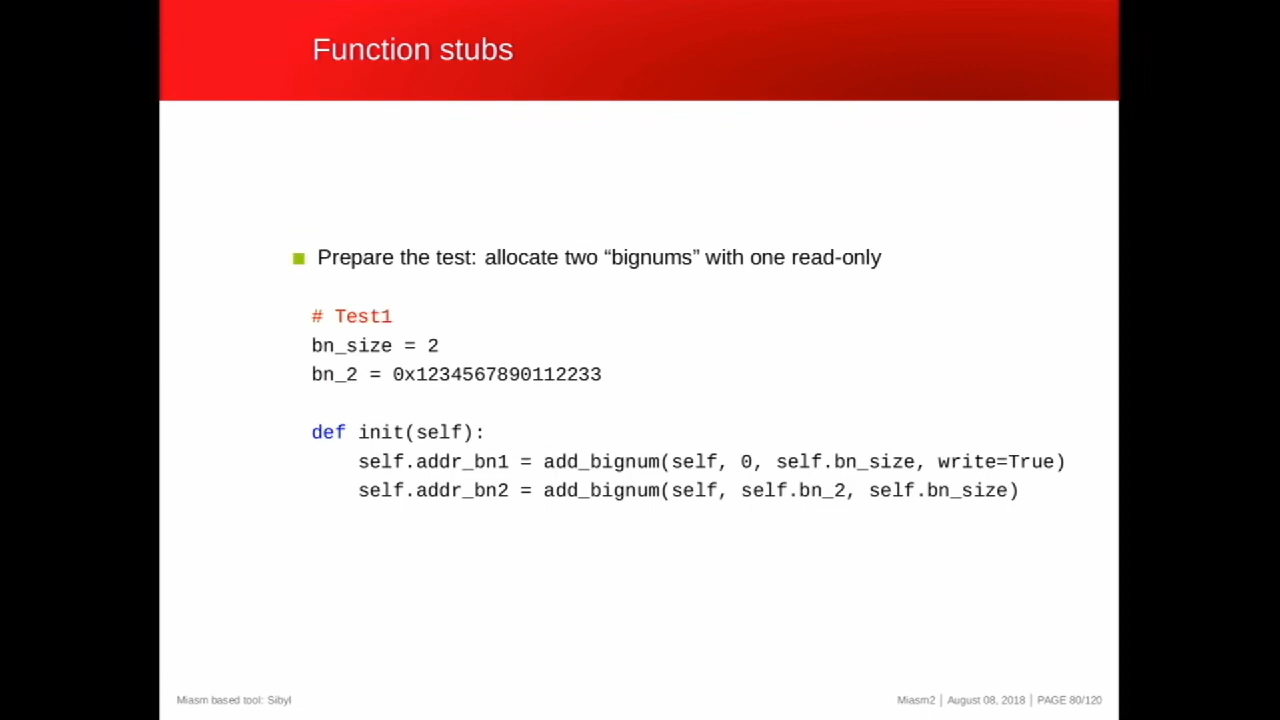 Function stubs
Prepare the test: allocate two “bignums” with one read-only
# Test1
bn_size = 2
bn_2 = 0x1234567890112233
def init(self):
self.addr_bn1 = add_bignum(self, 0, self.bn_size, write=True)
self.addr_bn2 = add_bignum(self, self.bn_2, self.bn_size)
Miasm based tool: Sibyl
Miasm2 | August 08, 2018 | PAGE 80/120